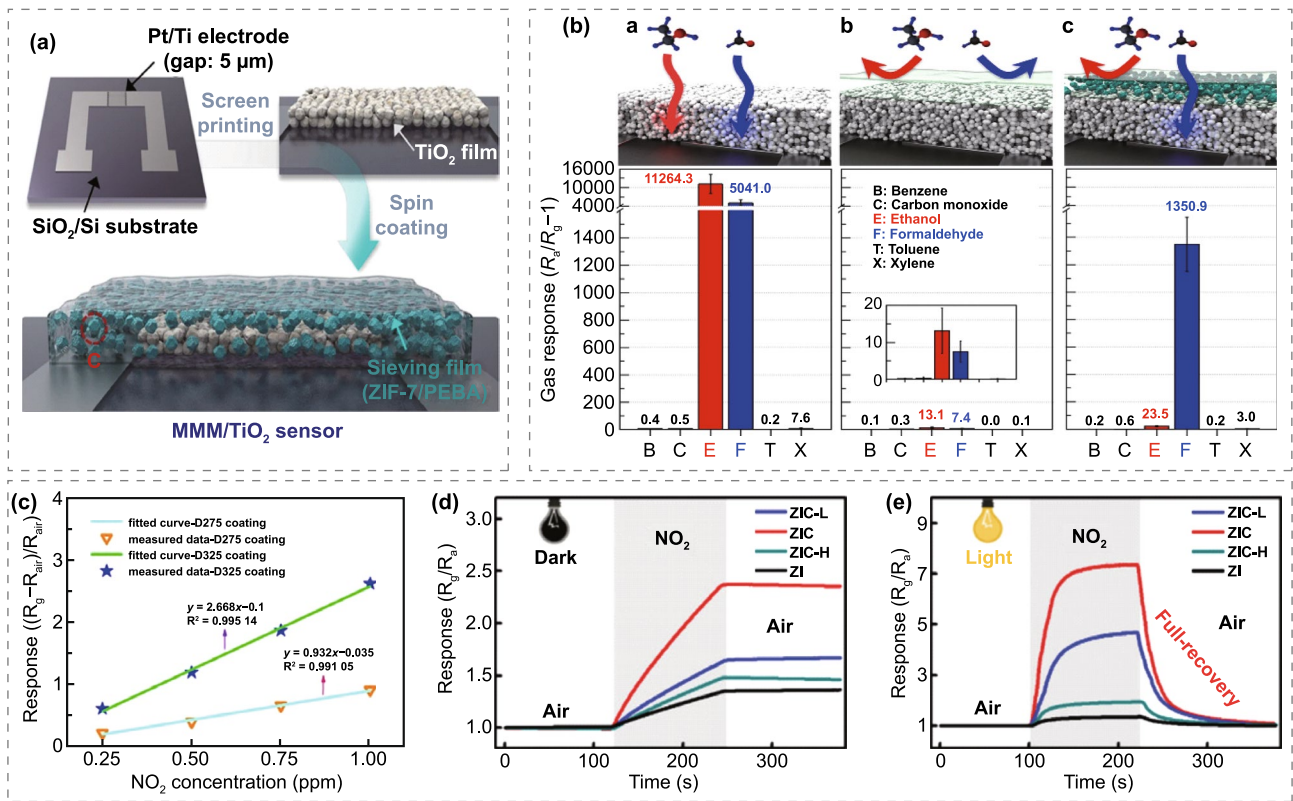 (a)
Pt/Ti electrode
(gap: 5 μm)
Screen
printing
TiO2 film
SiO2/Si substrate
Spin
coating
C
Sieving film
(ZIF-7/PEBA)
MMM/TiO2 sensor
(b)
a
b
c
Gas response (Ra/Rg−1)
16000
10000
4000
1400
1200
1000
800
600
400
200
0
11264.3
5041.0
0.4
0.5
0.2
7.6
B
C
E
F
T
X
B: Benzene
C: Carbon monoxide
E: Ethanol
F: Formaldehyde
T: Toluene
X: Xylene
20
10
0
0.1
0.3
13.1
7.4
0.0
0.1
B
C
E
F
T
X
1350.9
0.2
0.6
23.5
0.2
3.0
B
C
E
F
T
X
(c)
Response ((Rg−Rair)/Rair)
4
3
2
1
0
fitted curve-D275 coating
measured data-D275 coating
fitted curve-D325 coating
measured data-D325 coating
y = 2.668x−0.1
R2 = 0.995 14
y = 0.932x−0.035
R2 = 0.991 05
0.25
0.50
0.75
1.00
NO2 concentration (ppm)
(d)
Response (Rg/Ra)
3.0
2.5
2.0
1.5
1.0
Dark
NO2
ZIC-L
ZIC
ZIC-H
ZI
Air
Air
0
100
200
300
Time (s)
(e)
Response (Rg/Ra)
9
7
5
3
1
Light
NO2
ZIC-L
ZIC
ZIC-H
ZI
Air
Air
Full-recovery
0
100
200
300
Time (s)